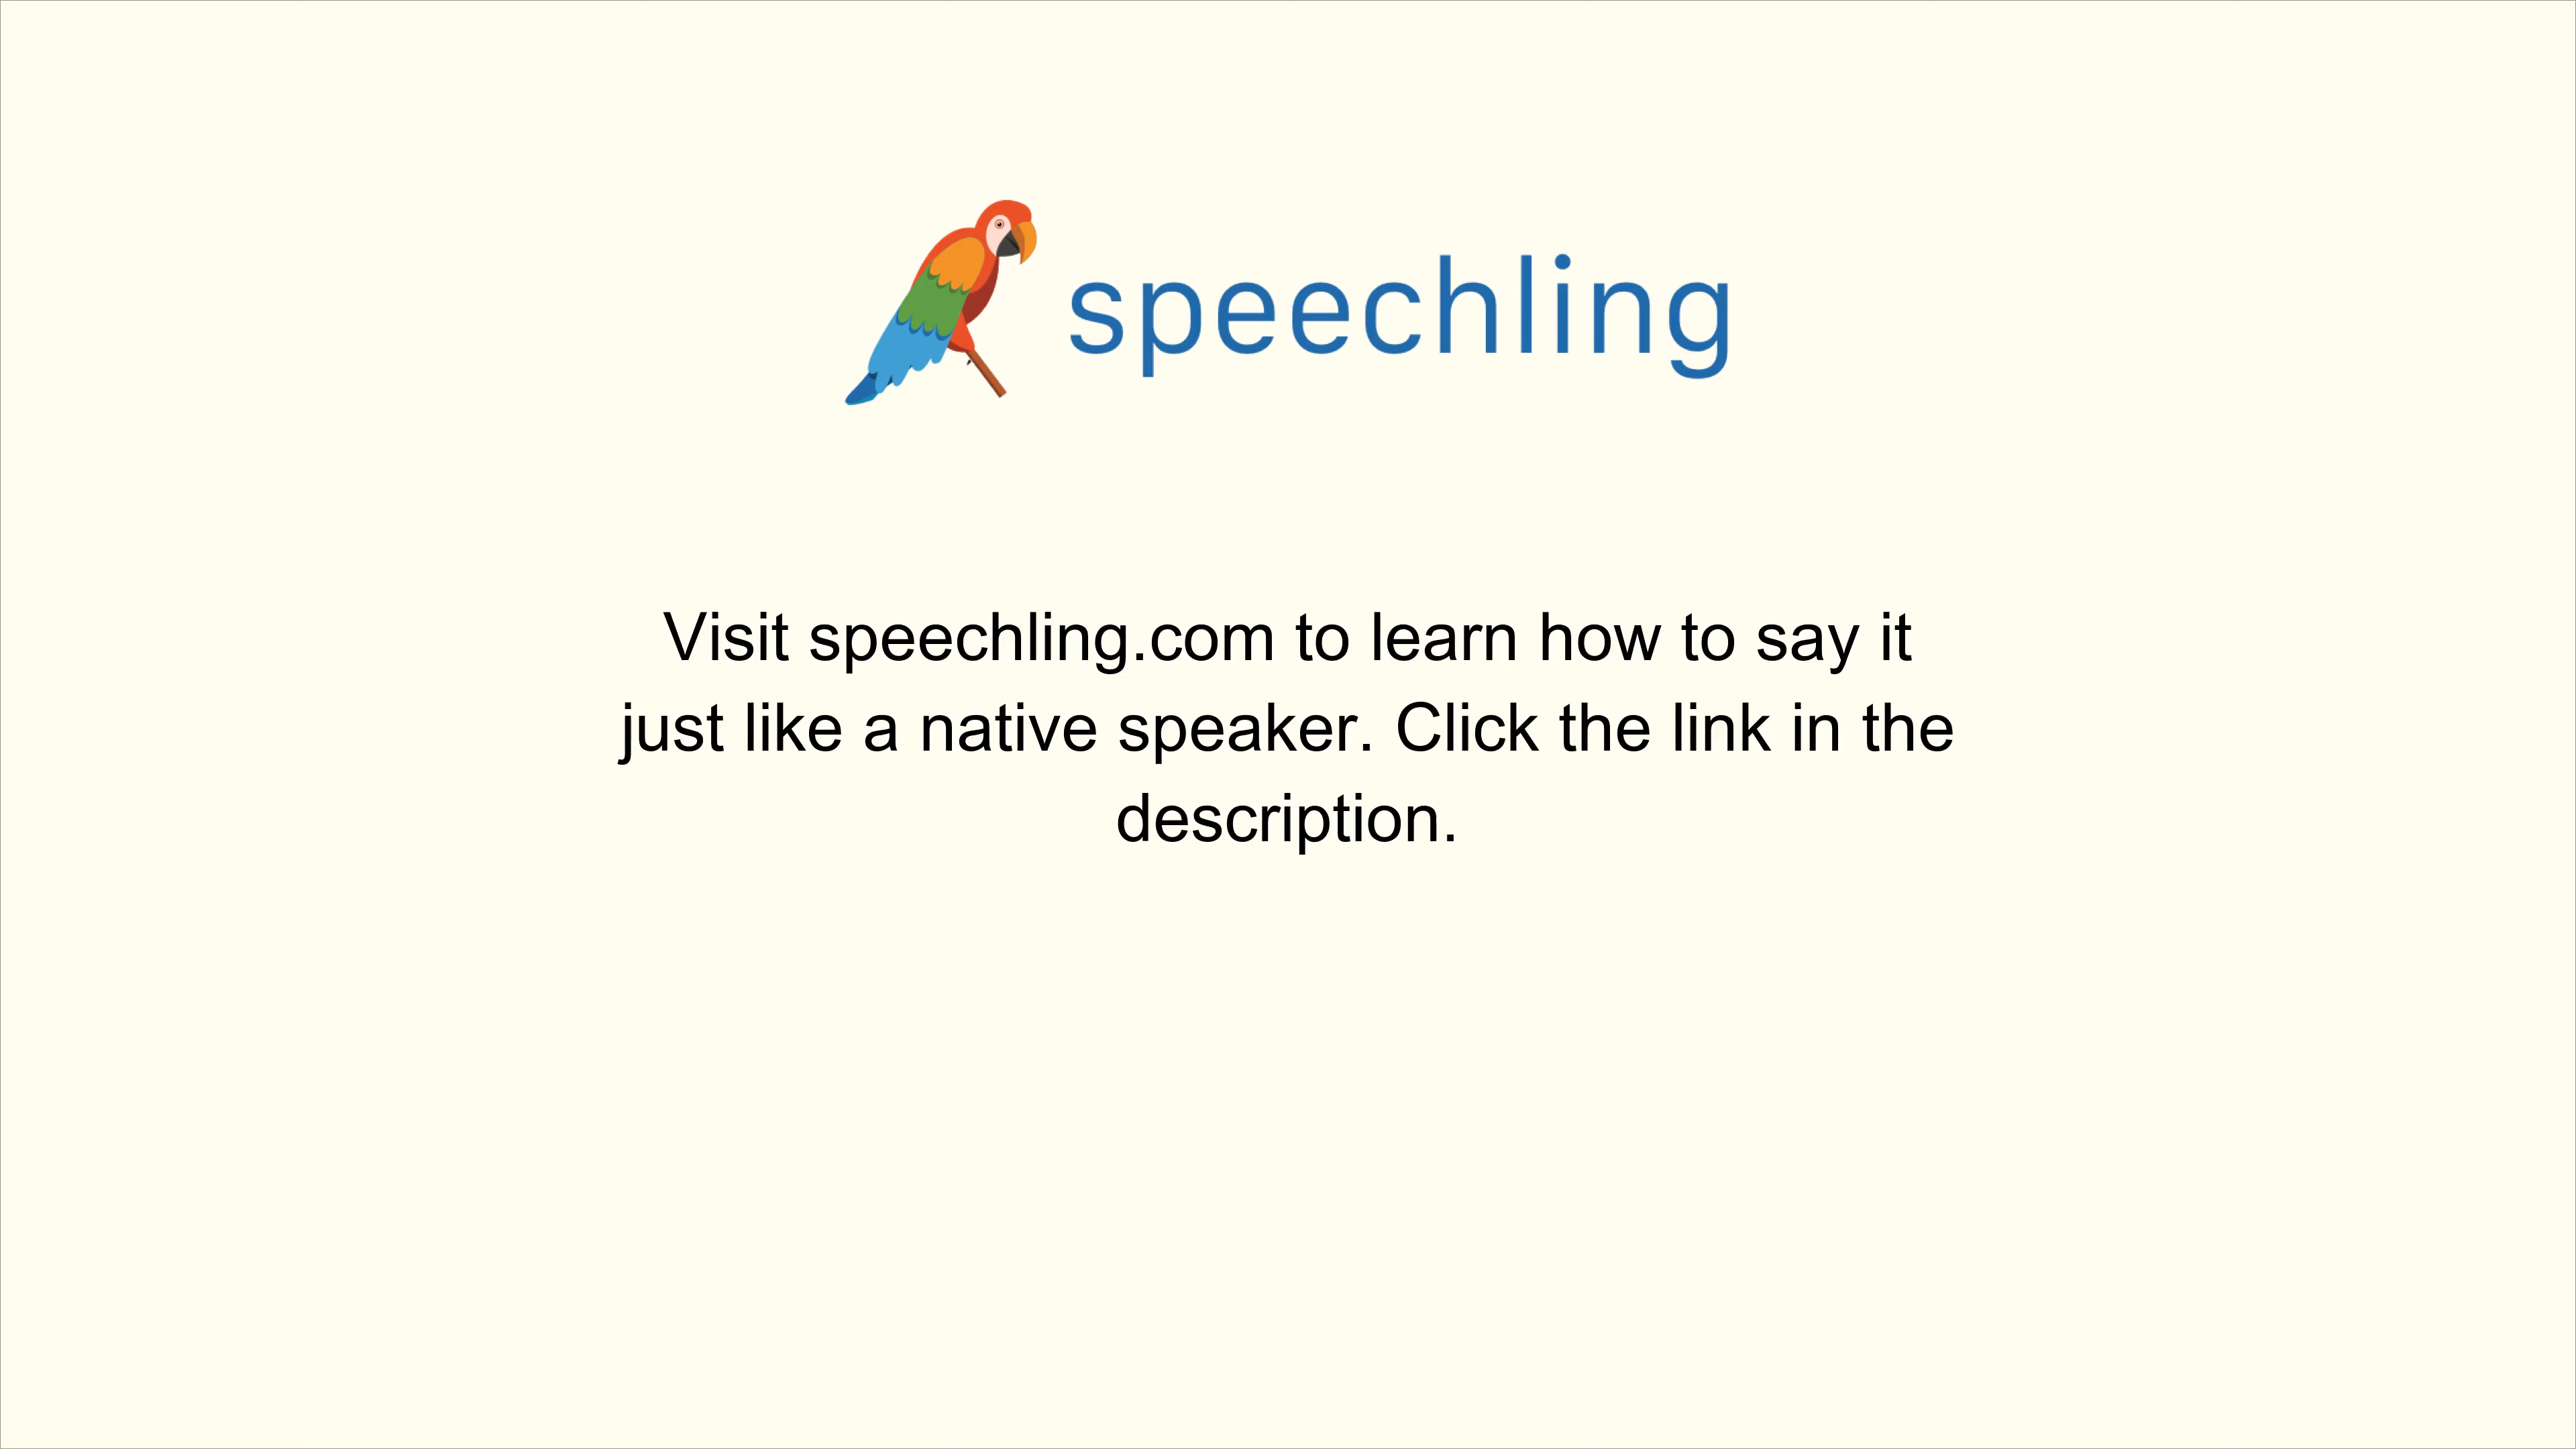 speechling
Visit speechling.com to learn how to say it
just like a native speaker. Click the link in the
description.